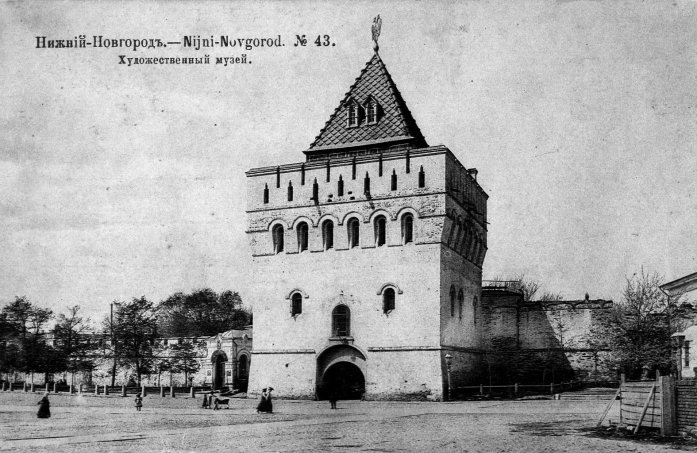 Нижній-Новгородъ.—Nijni-Novgorod. № 43.
Художественный музей.